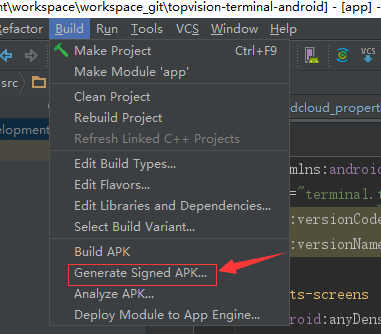 nt\workspace\workspace_git\topvision-terminal-android] - [app] -
Refactor Build Run Tools VCS Window Help
Make Project Ctrl+F9
Make Module 'app'
src
Clean Project
dcloud_prope
Rebuild Project
elopment
Refresh Linked C++ Projects
Edit Build Types...
mlns:android
Edit Flavors...
="terminal.t
Edit Libraries and Dependencies...
:versionCode
Select Build Variant...
:versionName
Build APK
Generate Signed APK...
Analyze APK...
ts-screens
Deploy Module to App Engine...
roid:anyDens